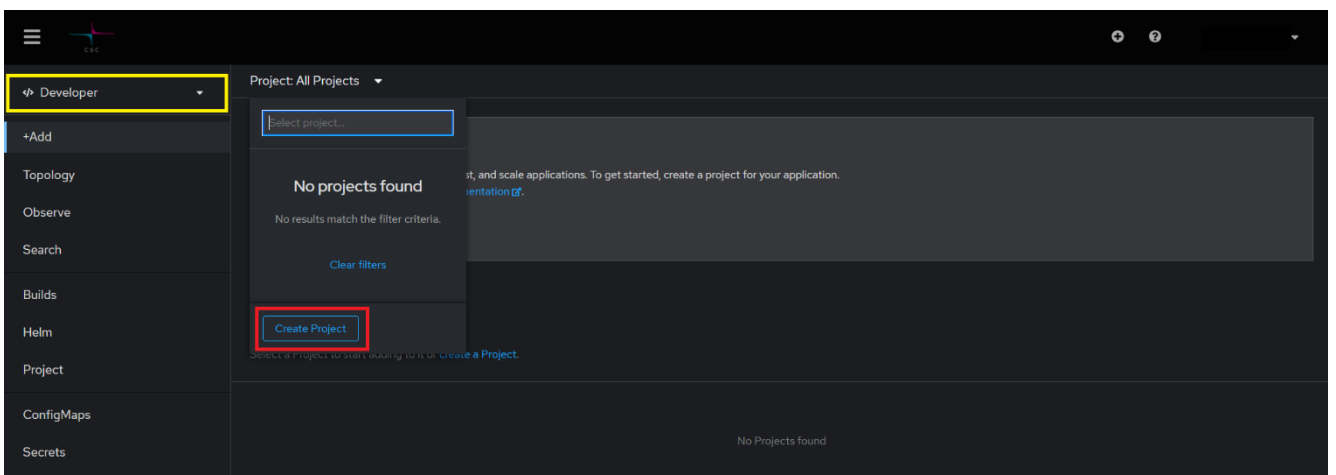 CSC
Developer
+Add
Topology
Observe
Search
Builds
Helm
Project
ConfigMaps
Secrets
Project: All Projects
Select project...
No projects found
No results match the filter criteria.
Clear filters
Create Project
st, and scale applications. To get started, create a project for your application.
entation
Select a Project to start adding to it or create a Project.
No Projects found